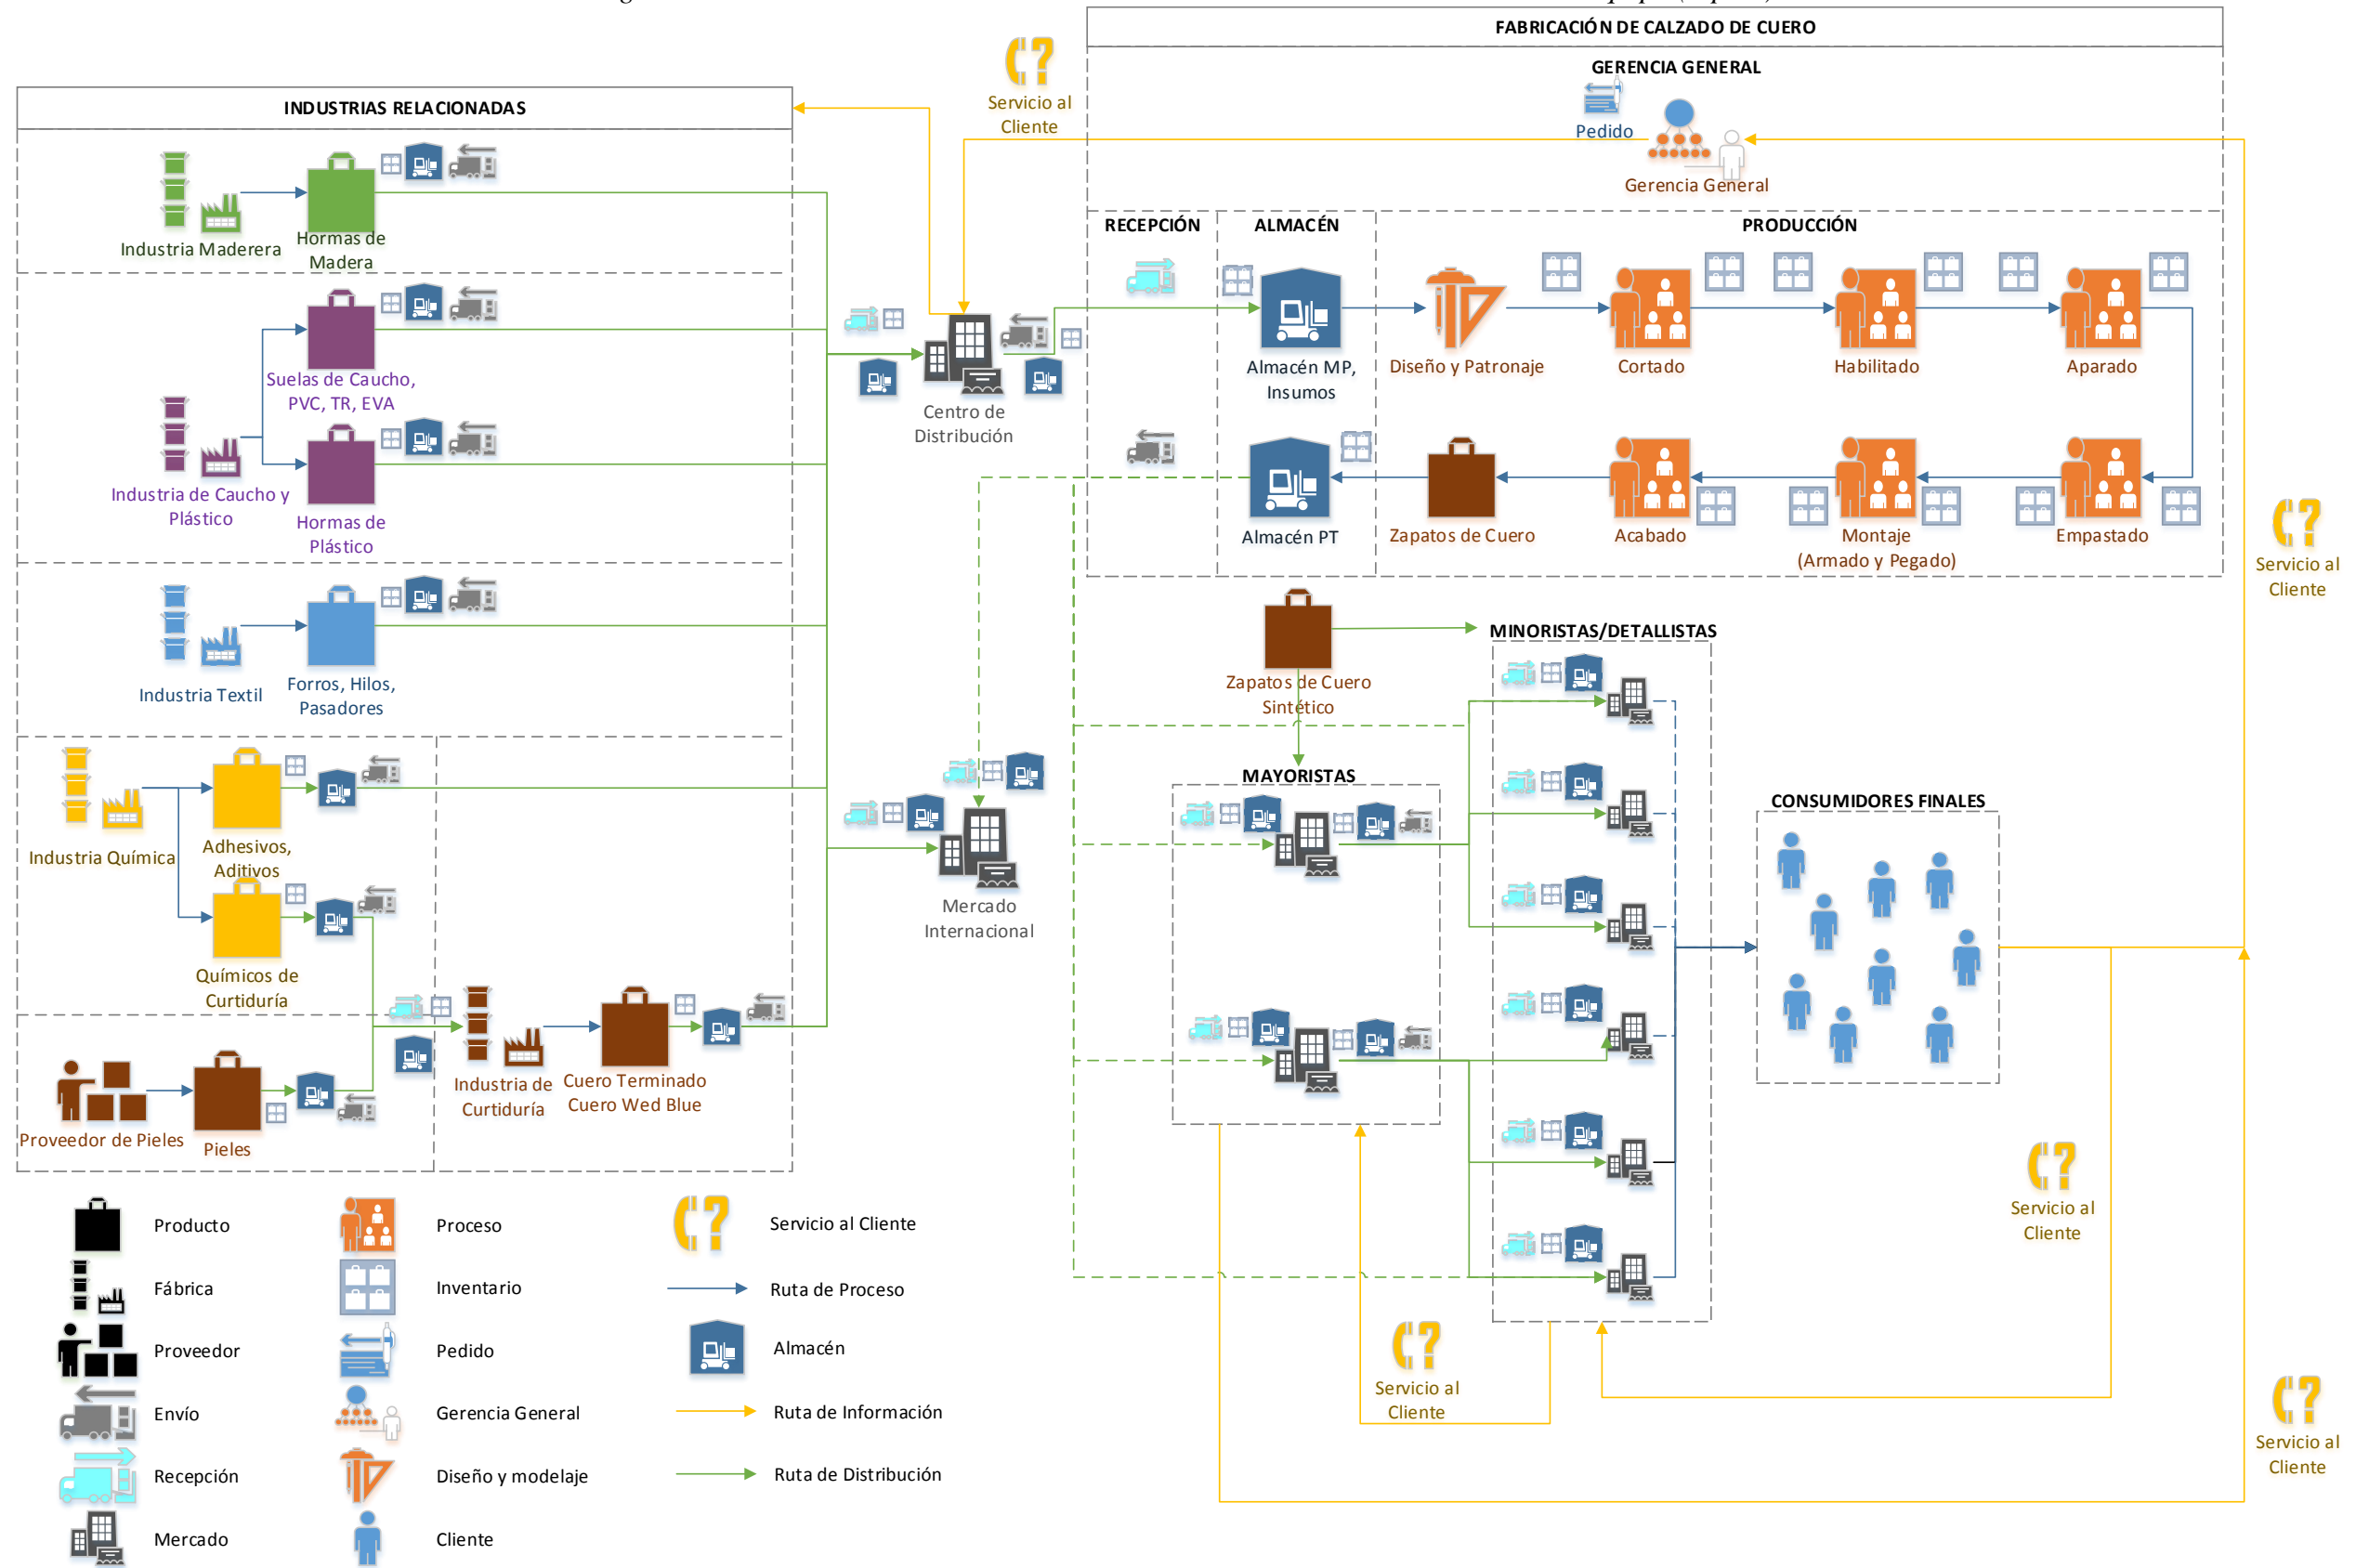 FABRICACIÓN DE CALZADO DE CUERO
GERENCIA GENERAL
Pedido
Gerencia General
Servicio al
Cliente
INDUSTRIAS RELACIONADAS
Industria Maderera
Hormas de
Madera
Suelas de Caucho,
PVC, TR, EVA
Industria de Caucho y
Plástico
Hormas de
Plástico
Industria Textil
Forros, Hilos,
Pasadores
Industria Química
Adhesivos,
Aditivos
Químicos de
Curtiduría
Proveedor de Pieles
Pieles
Industria de
Curtiduría
Cuero Terminado
Cuero Wed Blue
Centro de
Distribución
Mercado
Internacional
RECEPCIÓN
ALMACÉN
PRODUCCIÓN
Almacén MP,
Insumos
Diseño y Patronaje
Cortado
Habilitado
Aparado
Almacén PT
Zapatos de Cuero
Acabado
Montaje
(Armado y Pegado)
Empastado
Servicio al
Cliente
Zapatos de Cuero
Sintético
MINORISTAS/DETALLISTAS
MAYORISTAS
CONSUMIDORES FINALES
Servicio al
Cliente
Servicio al
Cliente
Servicio al
Cliente
Producto
Proceso
Servicio al Cliente
Fábrica
Inventario
Ruta de Proceso
Proveedor
Pedido
Almacén
Envío
Gerencia General
Ruta de Información
Recepción
Diseño y modelaje
Ruta de Distribución
Mercado
Cliente